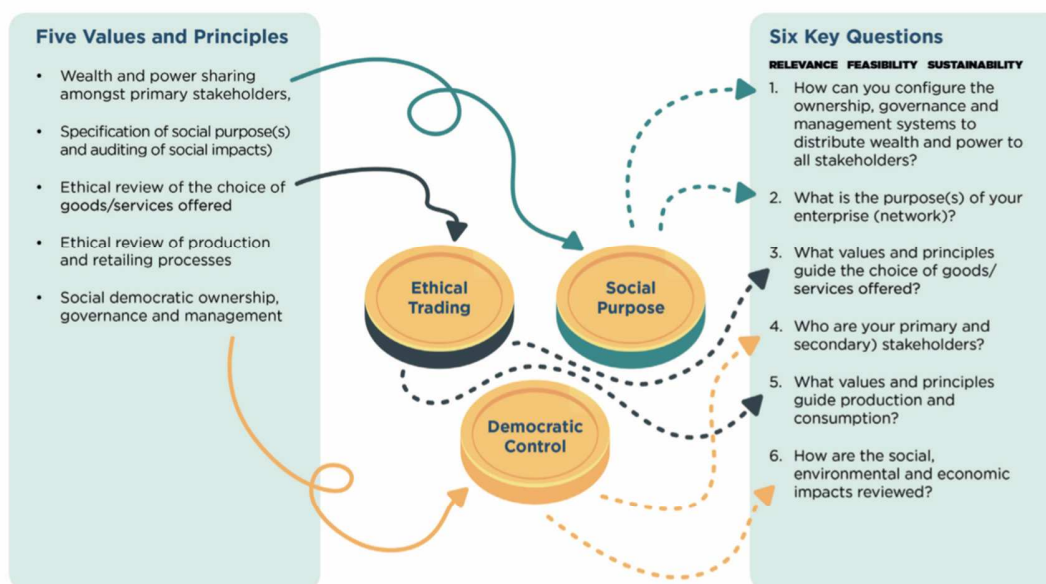 Five Values and Principles
• Wealth and power sharing
amongst primary stakeholders,
• Specification of social purpose(s)
and auditing of social impacts)
• Ethical review of the choice of
goods/services offered
• Ethical review of production
and retailing processes
• Social democratic ownership,
governance and management
Ethical
Trading
Social
Purpose
Democratic
Control
Six Key Questions
RELEVANCE FEASIBILITY SUSTAINABILITY
1. How can you configure the
ownership, governance and
management systems to
distribute wealth and power to
all stakeholders?
2. What is the purpose(s) of your
enterprise (network)?
3. What values and principles
guide the choice of goods/
services offered?
4. Who are your primary and
secondary) stakeholders?
5. What values and principles
guide production and
consumption?
6. How are the social,
environmental and economic
impacts reviewed?